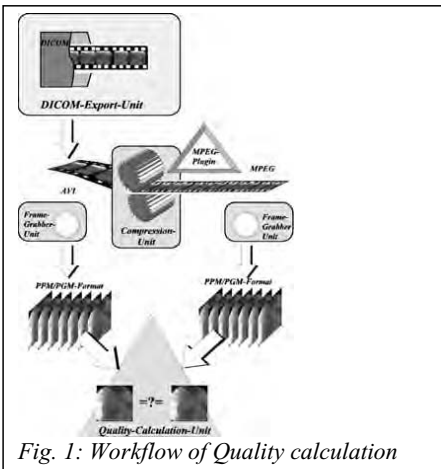 DICOM
DICOM-Export-Unit
MPEG-
Plugin
MPEG
AVI
Frame-
Grabber-
Unit
Compression-
Unit
Frame-
Grabber
Unit
PPM/PGM-Format
PPM/PGM-Format
=?=
Quality-Calculation-Unit
Fig. 1: Workflow of Quality calculation